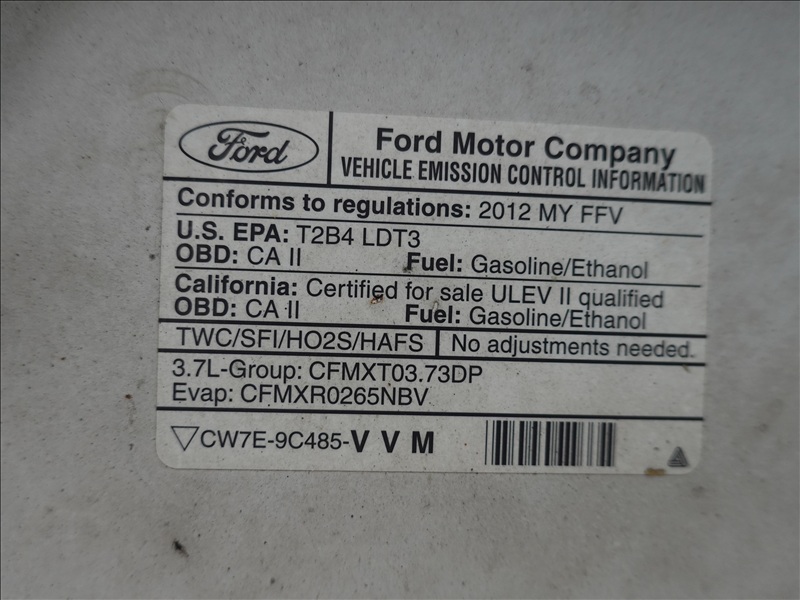 Ford
Ford Motor Company
VEHICLE EMISSION CONTROL INFORMATION
Conforms to regulations: 2012 MY FFV
U.S. EPA: T2B4 LDT3
OBD: CA II Fuel: Gasoline/Ethanol
California: Certified for sale ULEV II qualified
OBD: CA II Fuel: Gasoline/Ethanol
TWC/SFI/HO2S/HAFS No adjustments needed.
3.7L-Group: CFMXT03.73DP
Evap: CFMXR0265NBV
CW7E-9C485-V V M